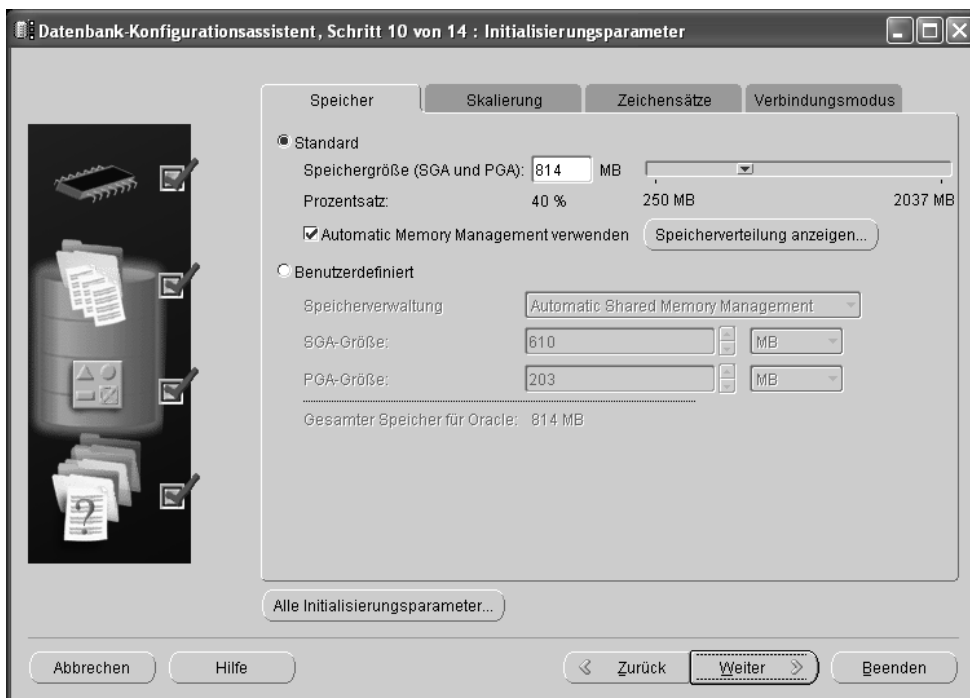 Datenbank-Konfigurationsassistent, Schritt 10 von 14 : Initialisierungsparameter
Speicher Skalierung Zeichensätze Verbindungsmodus
Standard
Speichergröße (SGA und PGA): 814 MB
Prozentsatz: 40 % 250 MB 2037 MB
Automatic Memory Management verwenden Speicherverteilung anzeigen...
Benutzerdefiniert
Speicherverwaltung Automatic Shared Memory Management
SGA-Größe: 610 MB
PGA-Größe: 203 MB
Gesamter Speicher für Oracle: 814 MB
?
Alle Initialisierungsparameter...
Abbrechen Hilfe Zurück Weiter Beenden